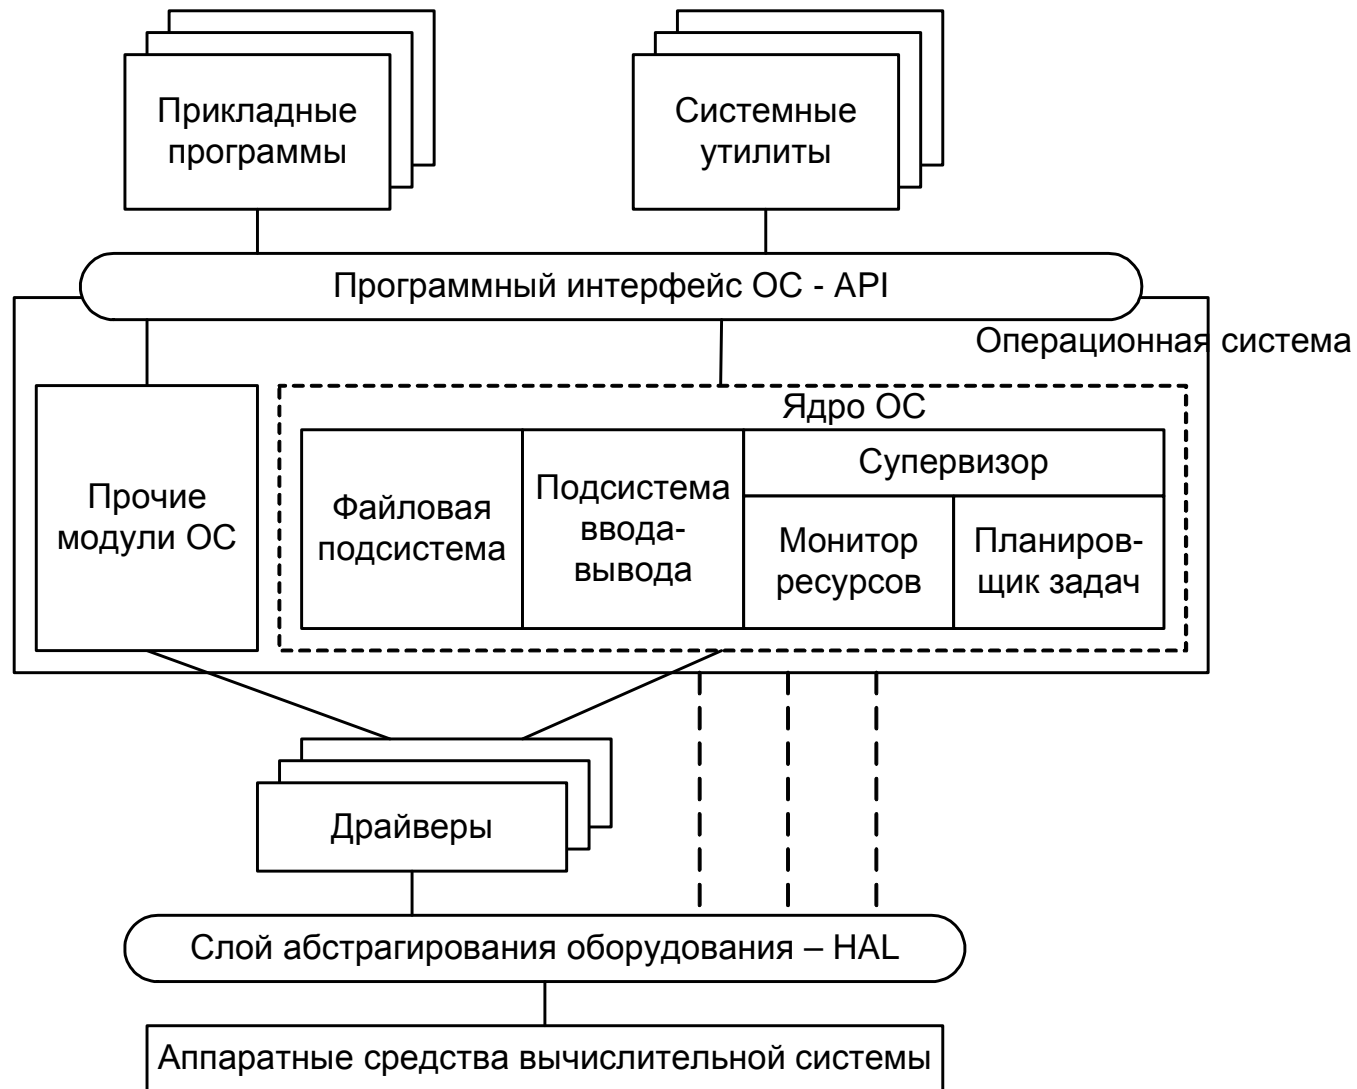 Прикладные
программы
Системные
утилиты
Программный интерфейс ОС - API
Операционная система
Ядро ОС
Прочие
модули ОС
Файловая
подсистема
Подсистема
ввода-
вывода
Супервизор
Монитор
ресурсов
Планиров-
щик задач
Драйверы
Слой абстрагирования оборудования – HAL
Аппаратные средства вычислительной системы